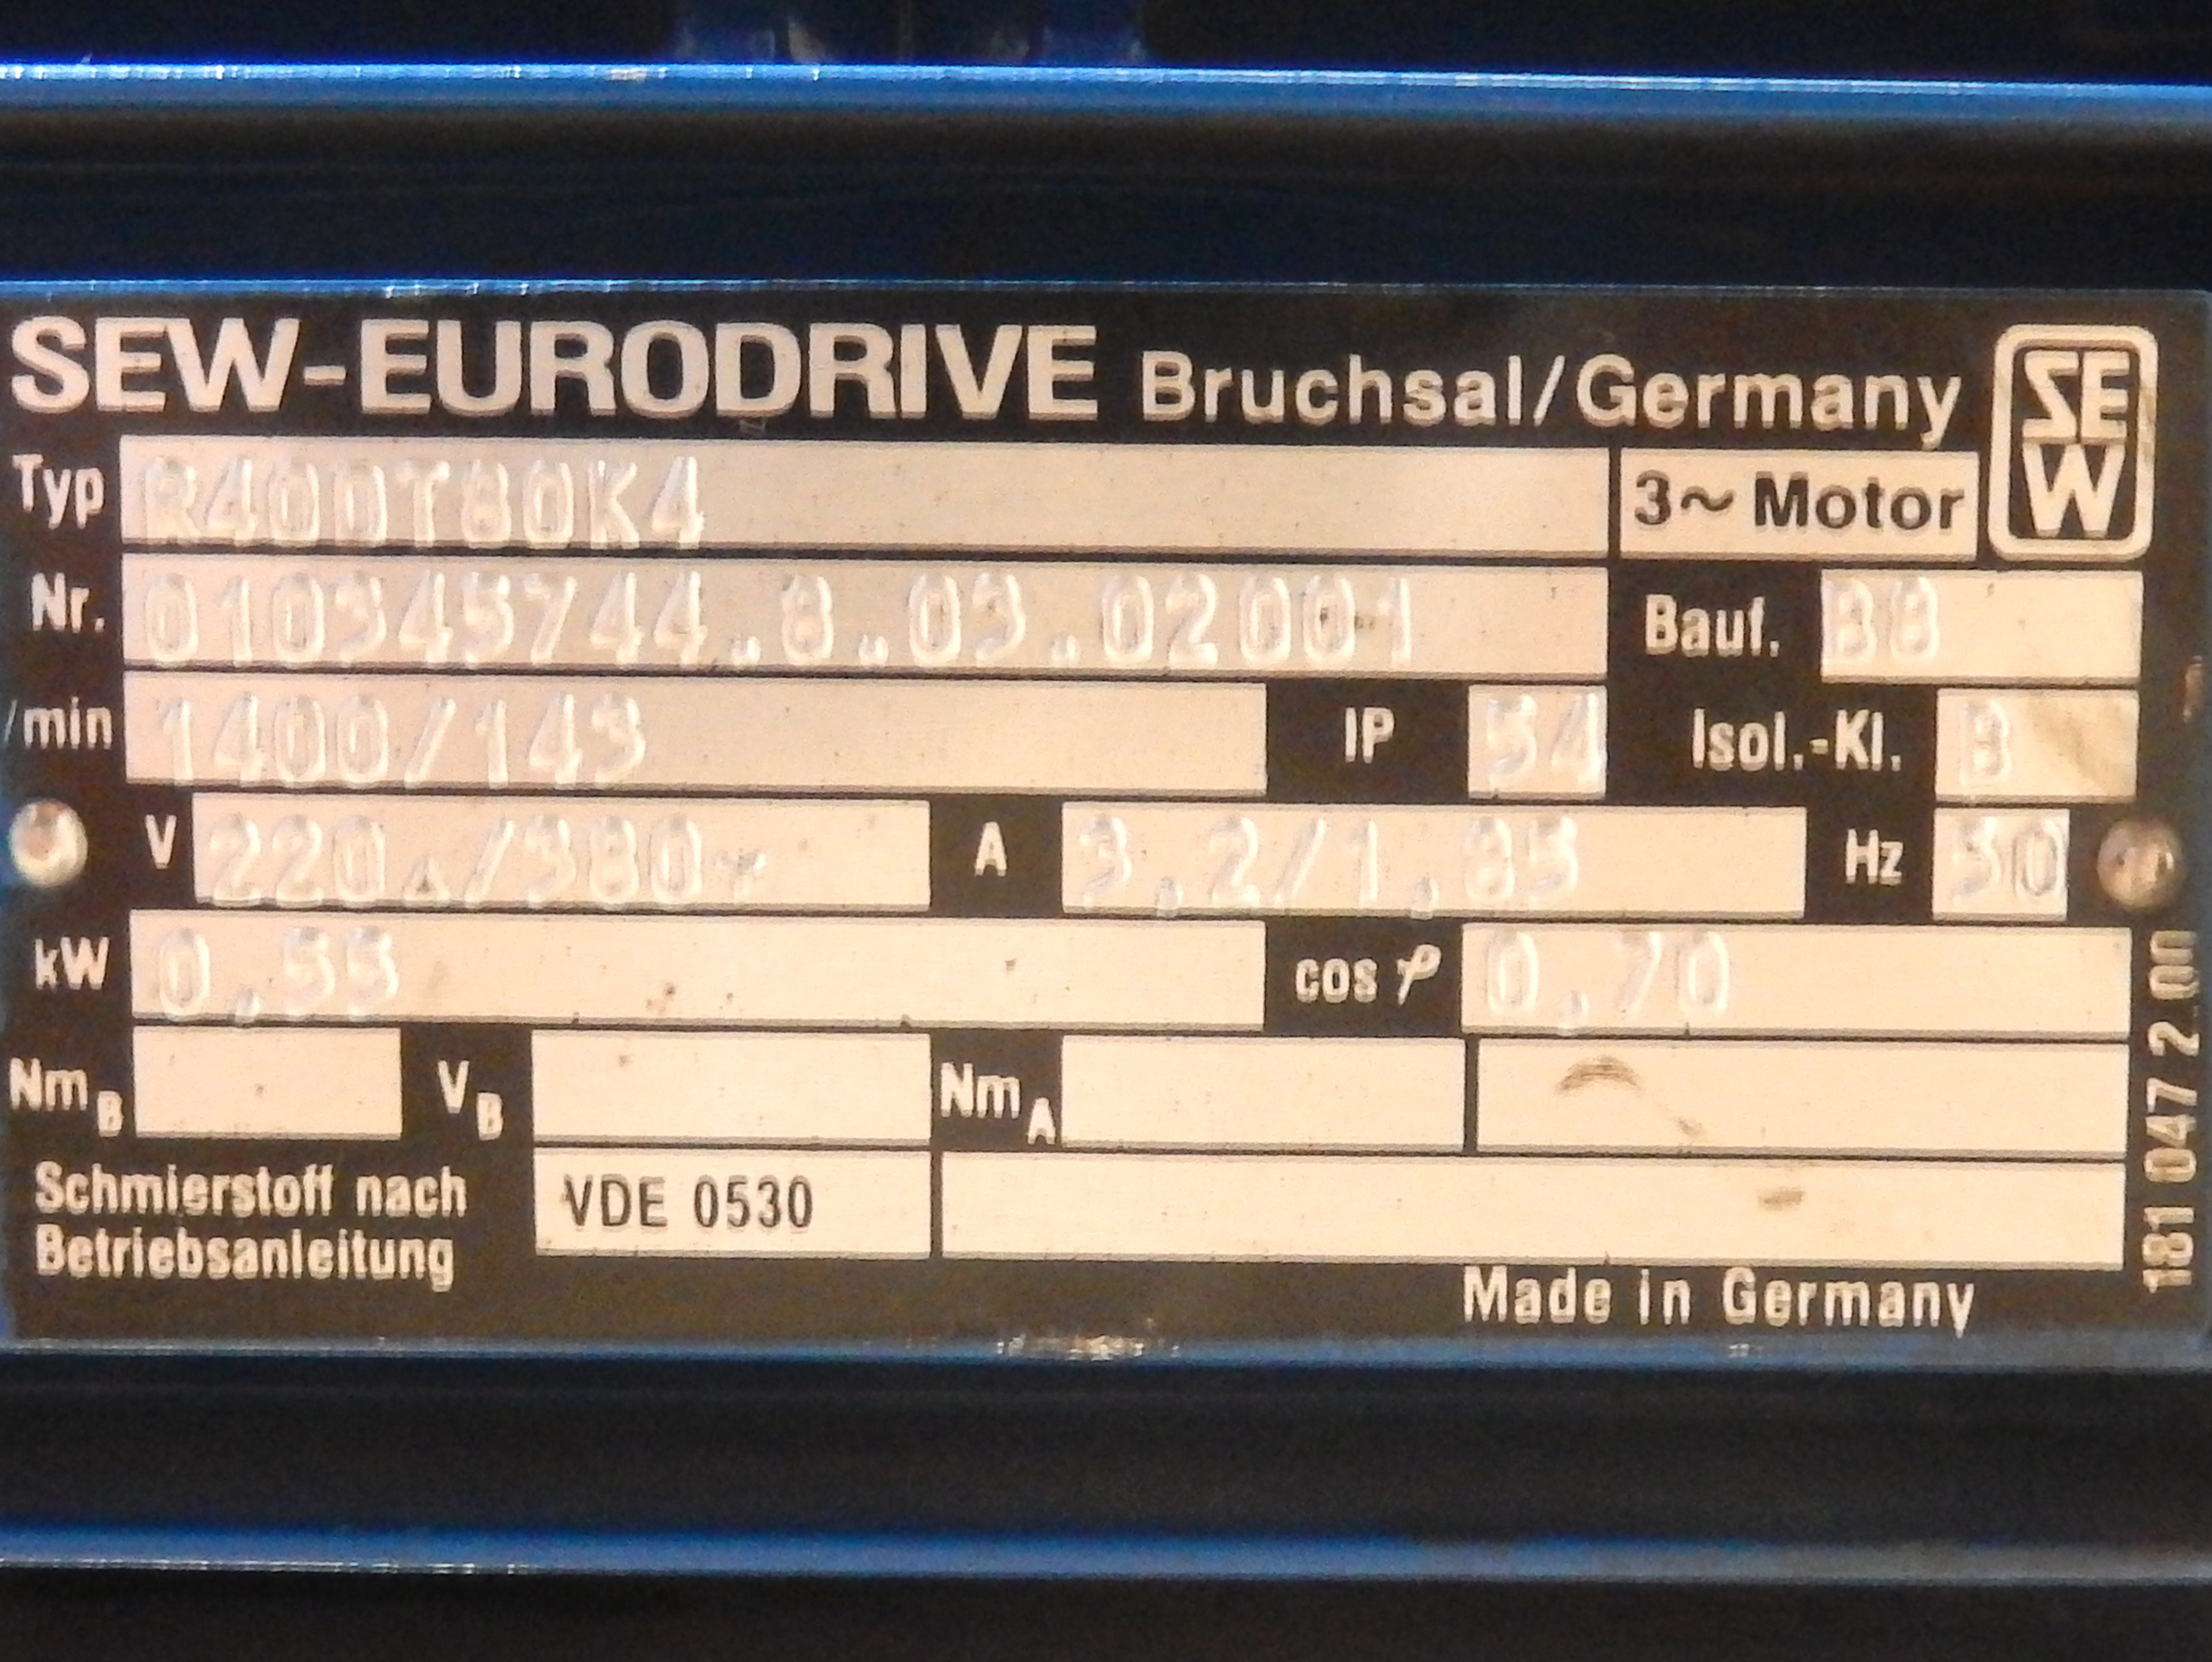 SEW-EURODRIVE Bruchsal/Germany SEW
Typ R40DT80K4 3~ Motor
Nr. 010345744.8.03.02001 Bauf. B8
/min 1400/143 IP 54 Isol.-Kl. B
V 220△/380Y A 3,2/1,85 Hz 50
kW 0,55 cos φ 0,70
NmB VB NmA
Schmierstoff nach
Betriebsanleitung
VDE 0530
Made in Germany
181 047 2.00